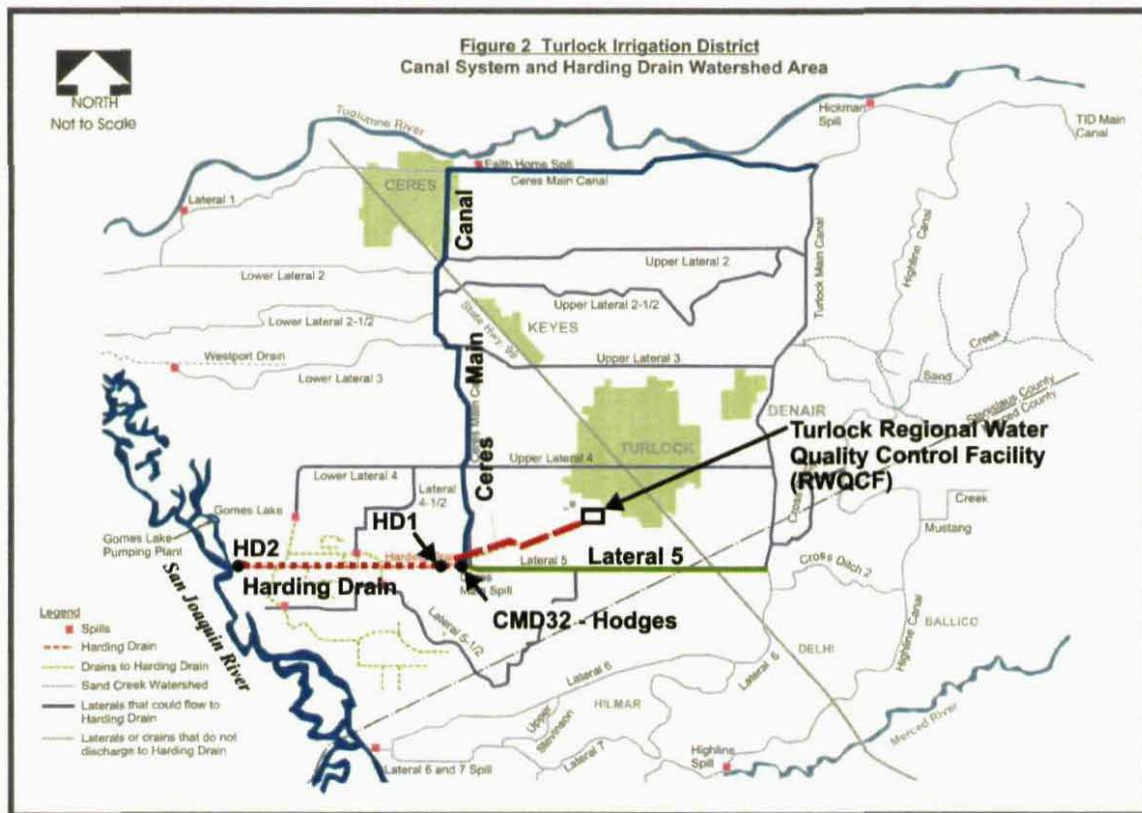 Figure 2 Turlock Irrigation District
Canal System and Harding Drain Watershed Area
NORTH
Not to Scale
Tuolumne River
Hickman
Spill
TID Main
Canal
Faith Home Spill
CERES
Ceres Main Canal
Lateral 1
Canal
Highline Canal
Turlock Main Canal
Lower Lateral 2
Upper Lateral 2
Upper Lateral 2-1/2
Lower Lateral 2-1/2
KEYES
State Hwy. 99
Westport Drain
Main
Upper Lateral 3
Lower Lateral 3
Creek
Sand
Stanislaus County
Merced County
DENAIR
TURLOCK
Turlock Regional Water
Quality Control Facility
(RWQCF)
Ceres
Upper Lateral 4
Lower Lateral 4
Lateral
4-1/2
Creek
Mustang
Gomes Lake
HD1
Gomes Lake
Pumping Plant
HD2
Lateral 5
Lateral 5
Harding Drain
Main Spill
CMD32 - Hodges
Cross Ditch 2
San Joaquin River
Lateral 5-1/2
Highline Canal
BALLICO
DELHI
Lateral 6
Lateral 6
HILMAR
Upper
Stevinson
Lateral 7
Merced River
Highline
Spill
Lateral 6 and 7 Spill
Legend
Spills
Harding Drain
Drains to Harding Drain
Sand Creek Watershed
Laterals that could flow to
Harding Drain
Laterals or drains that do not
discharge to Harding Drain